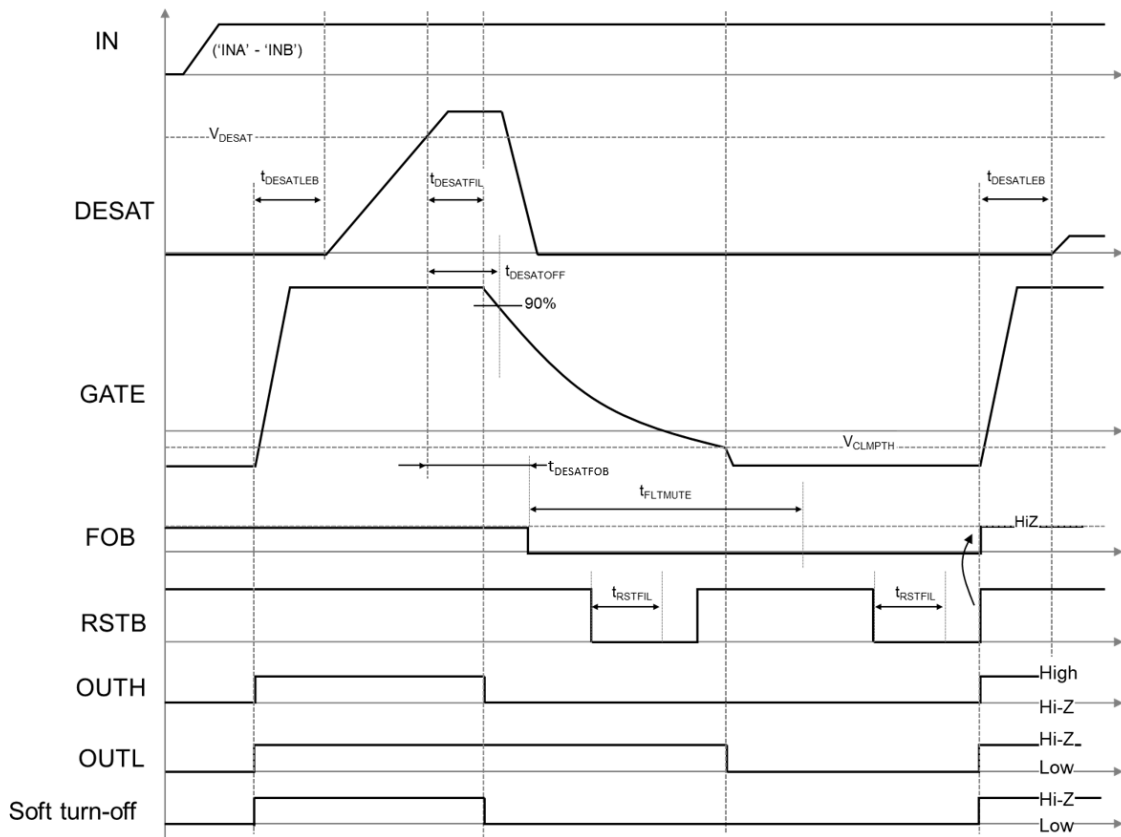 IN
('INA' - 'INB')
VDESAT
tDESATLEB
tDESATFIL
tDESATLEB
DESAT
tDESATOFF
90%
GATE
VCLMPTH
tDESATFOB
tFLTMUTE
FOB
HiZ
RSTB
tRSTFIL
tRSTFIL
OUTH
High
Hi-Z
OUTL
Hi-Z
Low
Soft turn-off
Hi-Z
Low